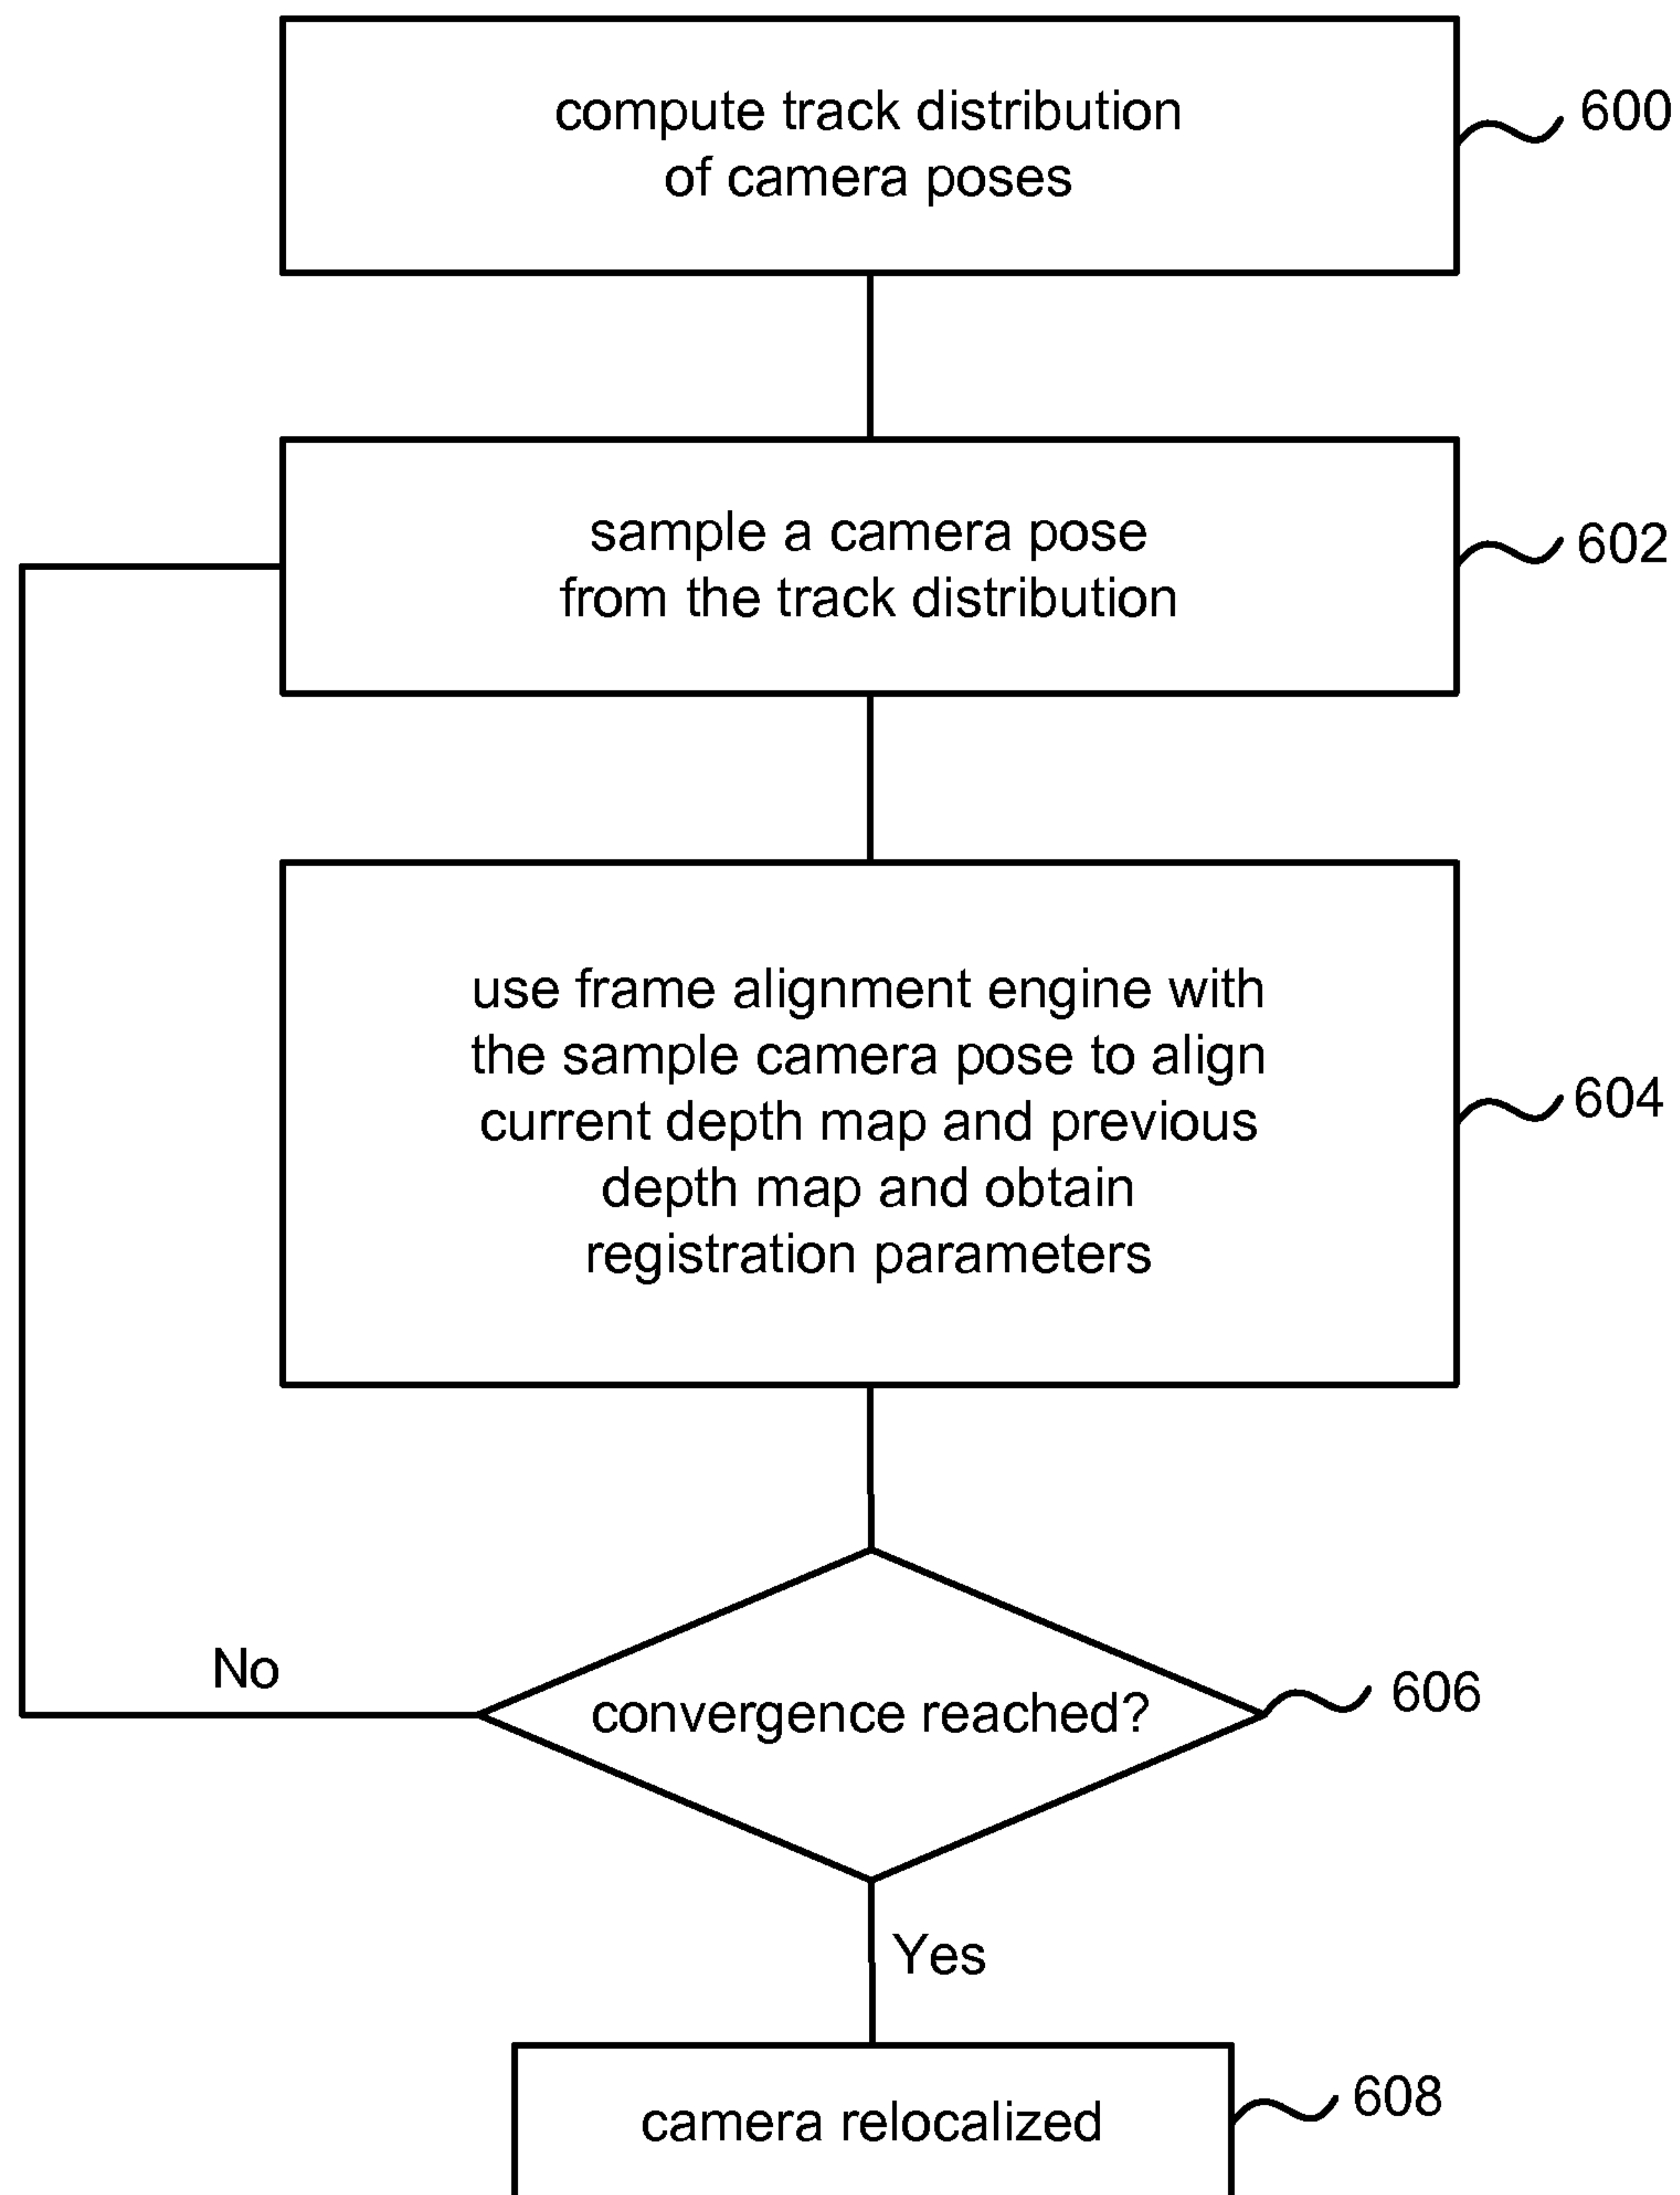 compute track distribution
of camera poses
600
sample a camera pose
from the track distribution
602
use frame alignment engine with
the sample camera pose to align
current depth map and previous
depth map and obtain
registration parameters
604
No
convergence reached?
606
Yes
camera relocalized
608